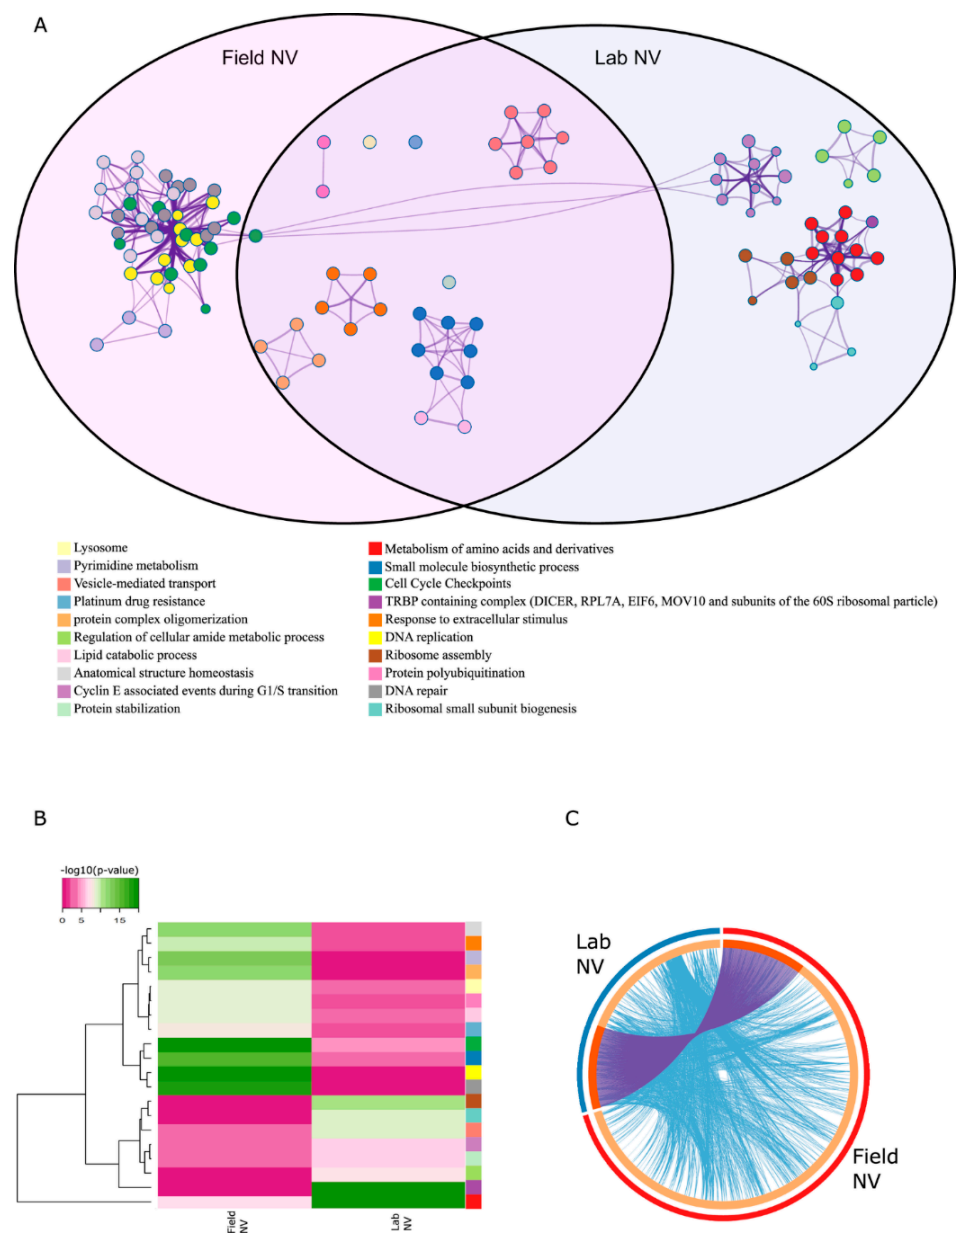 A
Field NV
Lab NV
Lysosome
Pyrimidine metabolism
Vesicle-mediated transport
Platinum drug resistance
protein complex oligomerization
Regulation of cellular amide metabolic process
Lipid catabolic process
Anatomical structure homeostasis
Cyclin E associated events during G1/S transition
Protein stabilization
Metabolism of amino acids and derivatives
Small molecule biosynthetic process
Cell Cycle Checkpoints
TRBP containing complex (DICER, RPL7A, EIF6, MOV10 and subunits of the 60S ribosomal particle)
Response to extracellular stimulus
DNA replication
Ribosome assembly
Protein polyubiquitination
DNA repair
Ribosomal small subunit biogenesis
B
-log10(p-value)
0 5 15
Field
NV
Lab
NV
C
Lab
NV
Field
NV